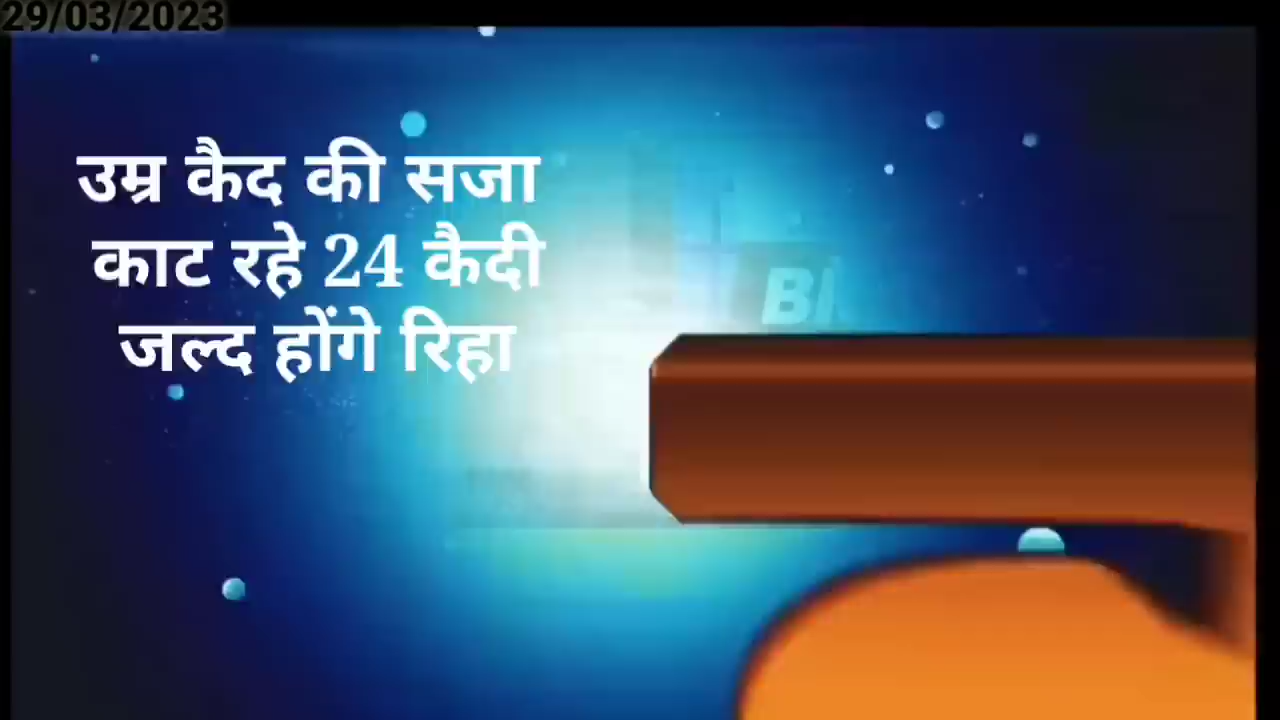 29/03/2023
उम्र कैद की सजा
काट रहे 24 कैदी
जल्द होंगे रिहा